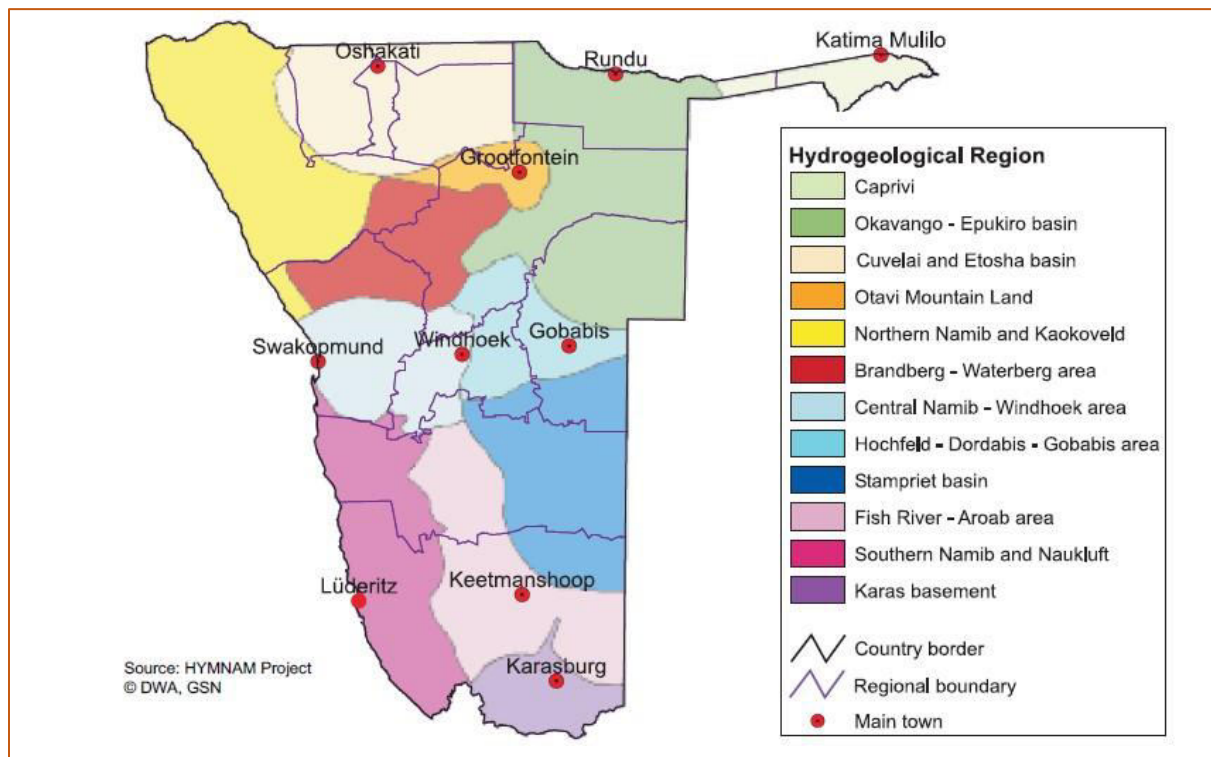 Oshakati
Rundu
Katima Mulilo
Grootfontein
Swakopmund
Windhoek
Gobabis
Lüderitz
Keetmanshoop
Karasburg
Source: HYMNAM Project
© DWA, GSN
Hydrogeological Region
Caprivi
Okavango - Epukiro basin
Cuvelai and Etosha basin
Otavi Mountain Land
Northern Namib and Kaokoveld
Brandberg - Waterberg area
Central Namib - Windhoek area
Hochfeld - Dordabis - Gobabis area
Stampriet basin
Fish River - Aroab area
Southern Namib and Naukluft
Karas basement
Country border
Regional boundary
Main town